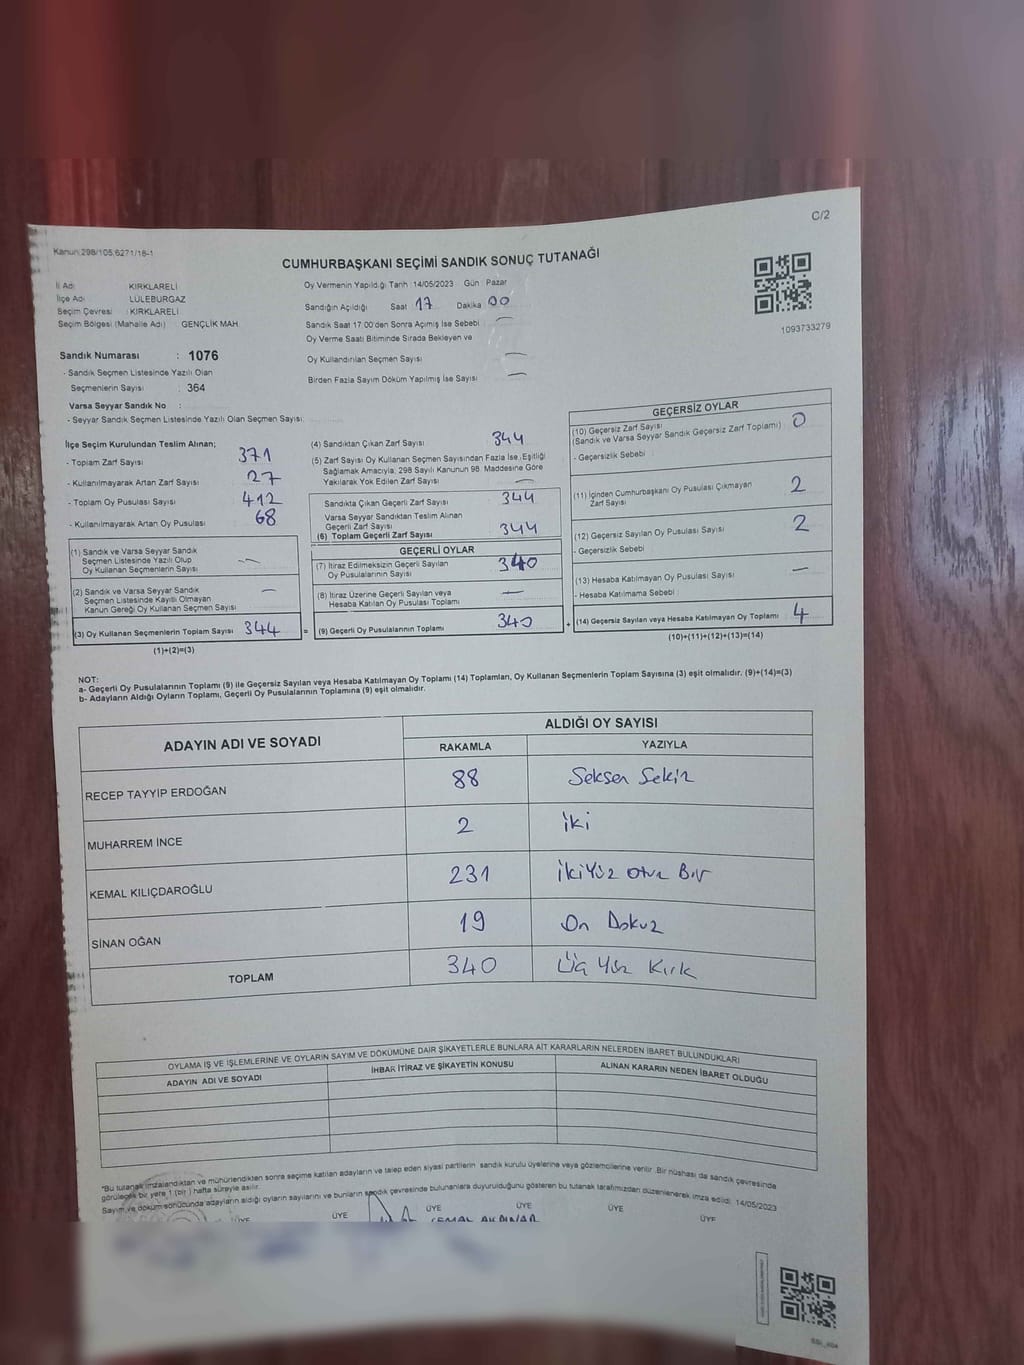 C/2
Kanun:298/105,6271/18-1
CUMHURBAŞKANI SEÇİMİ SANDIK SONUÇ TUTANAĞI
İl Adı : KIRKLARELİ
İlçe Adı : LÜLEBURGAZ
Seçim Çevresi : KIRKLARELİ
Seçim Bölgesi (Mahalle Adı) : GENÇLİK MAH.
Oy Vermenin Yapıldığı Tarih :14/05/2023 Gün : Pazar
Sandığın Açıldığı Saat 17 Dakika 00
Sandık Saat 17:00'den Sonra Açımış İse Sebebi : —
Oy Verme Saati Bitiminde Sırada Bekleyen ve
Oy Kullandırılan Seçmen Sayısı —
Birden Fazla Sayım Döküm Yapılmış İse Sayısı —
1093733279
Sandık Numarası : 1076
- Sandık Seçmen Listesinde Yazılı Olan
Seçmenlerin Sayısı : 364
Varsa Seyyar Sandık No :
- Seyyar Sandık Seçmen Listesinde Yazılı Olan Seçmen Sayısı:
İlçe Seçim Kurulundan Teslim Alınan;
- Toplam Zarf Sayısı 371
- Kullanılmayarak Artan Zarf Sayısı 27
- Toplam Oy Pusulası Sayısı 412
- Kullanılmayarak Artan Oy Pusulası 68
(1) Sandık ve Varsa Seyyar Sandık
Seçmen Listesinde Yazılı Olup
Oy Kullanan Seçmenlerin Sayısı —
(2) Sandık ve Varsa Seyyar Sandık
Seçmen Listesinde Kayıtlı Olmayan
Kanun Gereği Oy Kullanan Seçmen Sayısı —
(3) Oy Kullanan Seçmenlerin Toplam Sayısı 344 =
(1)+(2)=(3)
(4) Sandıktan Çıkan Zarf Sayısı 344
(5) Zarf Sayısı Oy Kullanan Seçmen Sayısından Fazla İse ,Eşitliği
Sağlamak Amacıyla, 298 Sayılı Kanunun 98. Maddesine Göre
Yakılarak Yok Edilen Zarf Sayısı —
Sandıkta Çıkan Geçerli Zarf Sayısı 344
Varsa Seyyar Sandıktan Teslim Alınan
Geçerli Zarf Sayısı
(6) Toplam Geçerli Zarf Sayısı 344
GEÇERLİ OYLAR
(7) İtiraz Edilmeksizin Geçerli Sayılan
Oy Pusulalarının Sayısı 340
(8) İtiraz Üzerine Geçerli Sayılan veya
Hesaba Katılan Oy Pusulası Toplamı —
(9) Geçerli Oy Pusulalarının Toplamı 340 +
GEÇERSİZ OYLAR
(10) Geçersiz Zarf Sayısı
(Sandık ve Varsa Seyyar Sandık Geçersiz Zarf Toplamı) 0
- Geçersizlik Sebebi :
(11) İçinden Cumhurbaşkanı Oy Pusulası Çıkmayan
Zarf Sayısı 2
(12) Geçersiz Sayılan Oy Pusulası Sayısı 2
- Geçersizlik Sebebi :
(13) Hesaba Katılmayan Oy Pusulası Sayısı —
- Hesaba Katılmama Sebebi :
(14) Geçersiz Sayılan veya Hesaba Katılmayan Oy Toplamı 4
(10)+(11)+(12)+(13)=(14)
NOT:
a- Geçerli Oy Pusulalarının Toplamı (9) ile Geçersiz Sayılan veya Hesaba Katılmayan Oy Toplamı (14) Toplamları, Oy Kullanan Seçmenlerin Toplam Sayısına (3) eşit olmalıdır. (9)+(14)=(3)
b- Adayların Aldığı Oyların Toplamı, Geçerli Oy Pusulalarının Toplamına (9) eşit olmalıdır.
ADAYIN ADI VE SOYADI ALDIĞI OY SAYISI
RAKAMLA YAZIYLA
RECEP TAYYIP ERDOĞAN 88 Seksen Sekiz
MUHARREM İNCE 2 iki
KEMAL KILIÇDAROĞLU 231 ikiYüz otuz Bir
SİNAN OĞAN 19 On Dokuz
TOPLAM 340 Üç Yüz Kırk
OYLAMA İŞ VE İŞLEMLERİNE VE OYLARIN SAYIM VE DÖKÜMÜNE DAİR ŞİKAYETLERLE BUNLARA AİT KARARLARIN NELERDEN İBARET BULUNDUKLARI
ADAYIN ADI VE SOYADI İHBAR İTİRAZ VE ŞİKAYETİN KONUSU ALINAN KARARIN NEDEN İBARET OLDUĞU
"Bu tutanak imzalandıktan ve mühürlendikten sonra seçime katılan adayların ve talep eden siyasi partilerin sandık kurulu üyelerine veya gözlemcilerine verilir .Bir nüshası da sandık çevresinde
görülecek bir yere 1 (bir ) hafta süreyle asılır.
Sayım ve döküm sonucunda adayların aldığı oyların sayılarını ve bunların sandık çevresinde bulunanlara duyurulduğunu gösteren bu tutanak tarafımızdan düzenlenerek imza edildi. 14/05/2023
ÜYE ÜYE ÜYE ÜYE ÜYE ÜYE
KEMAL AKPINAR